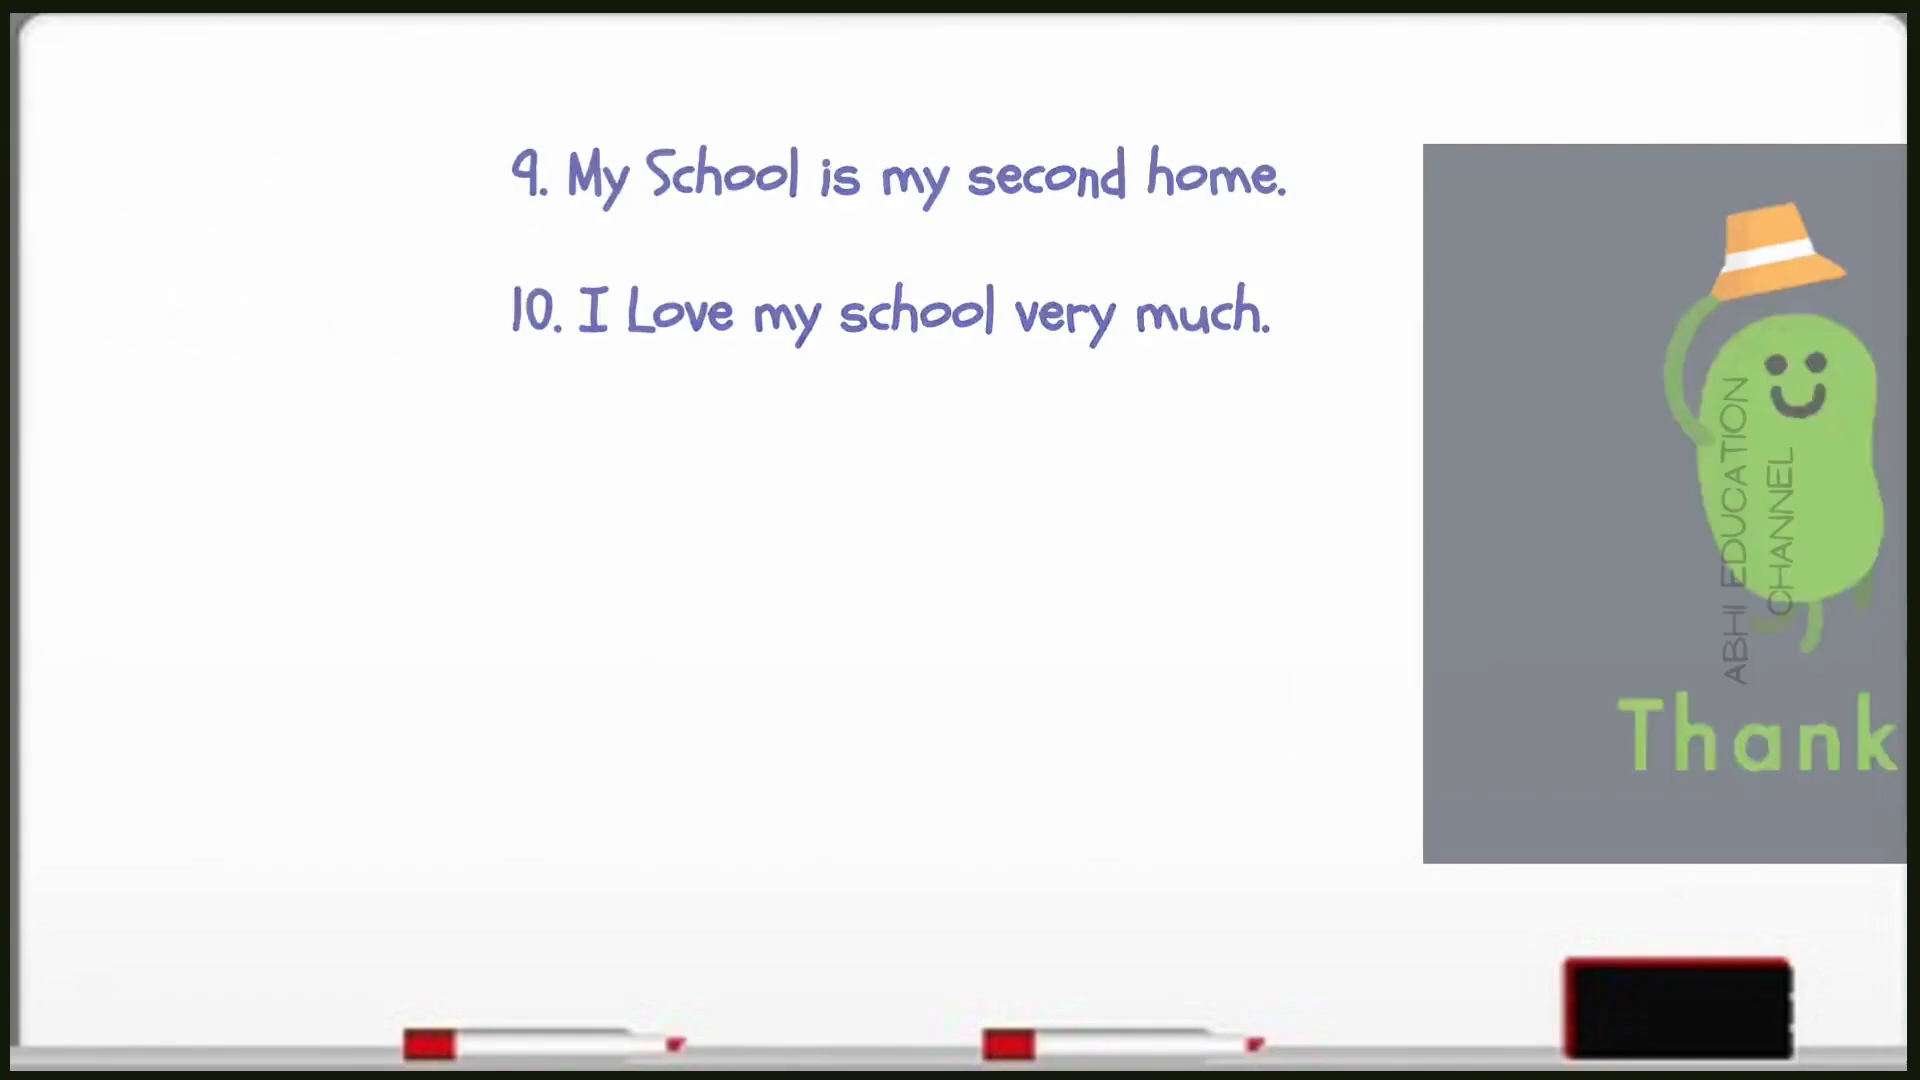 9. My School is my second home.
10. I Love my school very much.
ABHI EDUCATION
CHANNEL
Thank